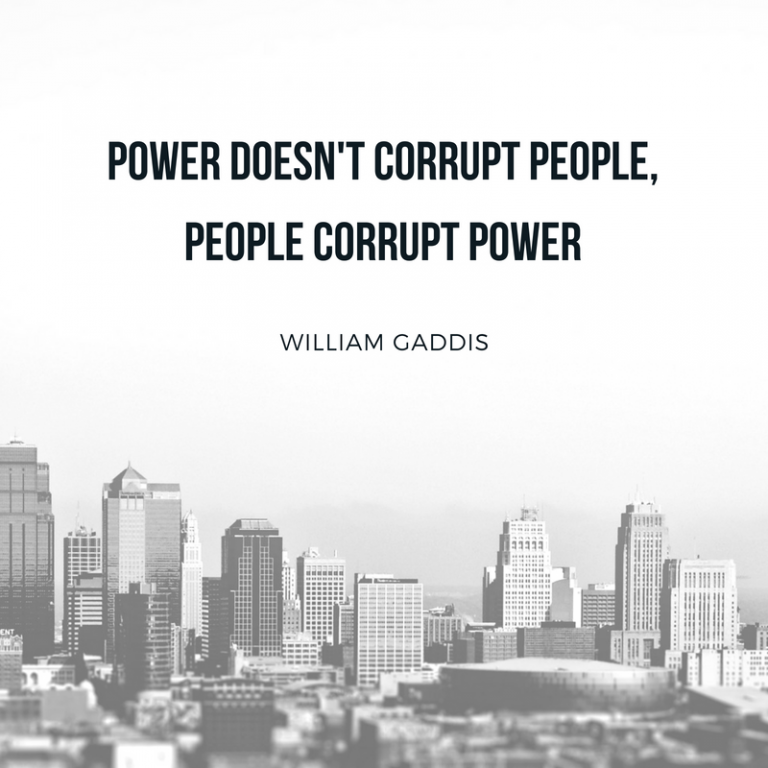 POWER DOESN'T CORRUPT PEOPLE,
PEOPLE CORRUPT POWER
WILLIAM GADDIS